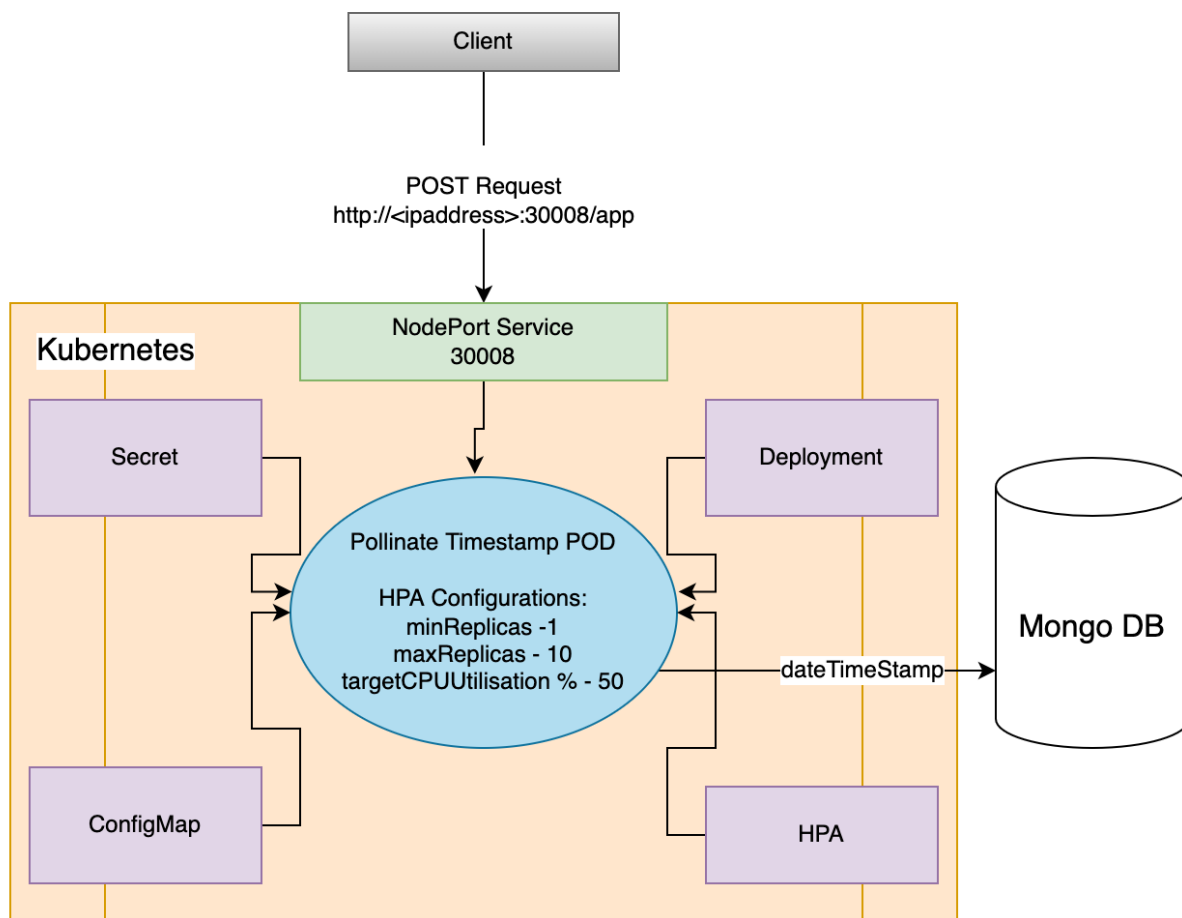 Client
POST Request
http://<ipaddress>:30008/app
NodePort Service
30008
Kubernetes
Secret
Deployment
Pollinate Timestamp POD
HPA Configurations:
minReplicas -1
maxReplicas - 10
targetCPUUtilisation % - 50
dateTimeStamp
Mongo DB
ConfigMap
HPA